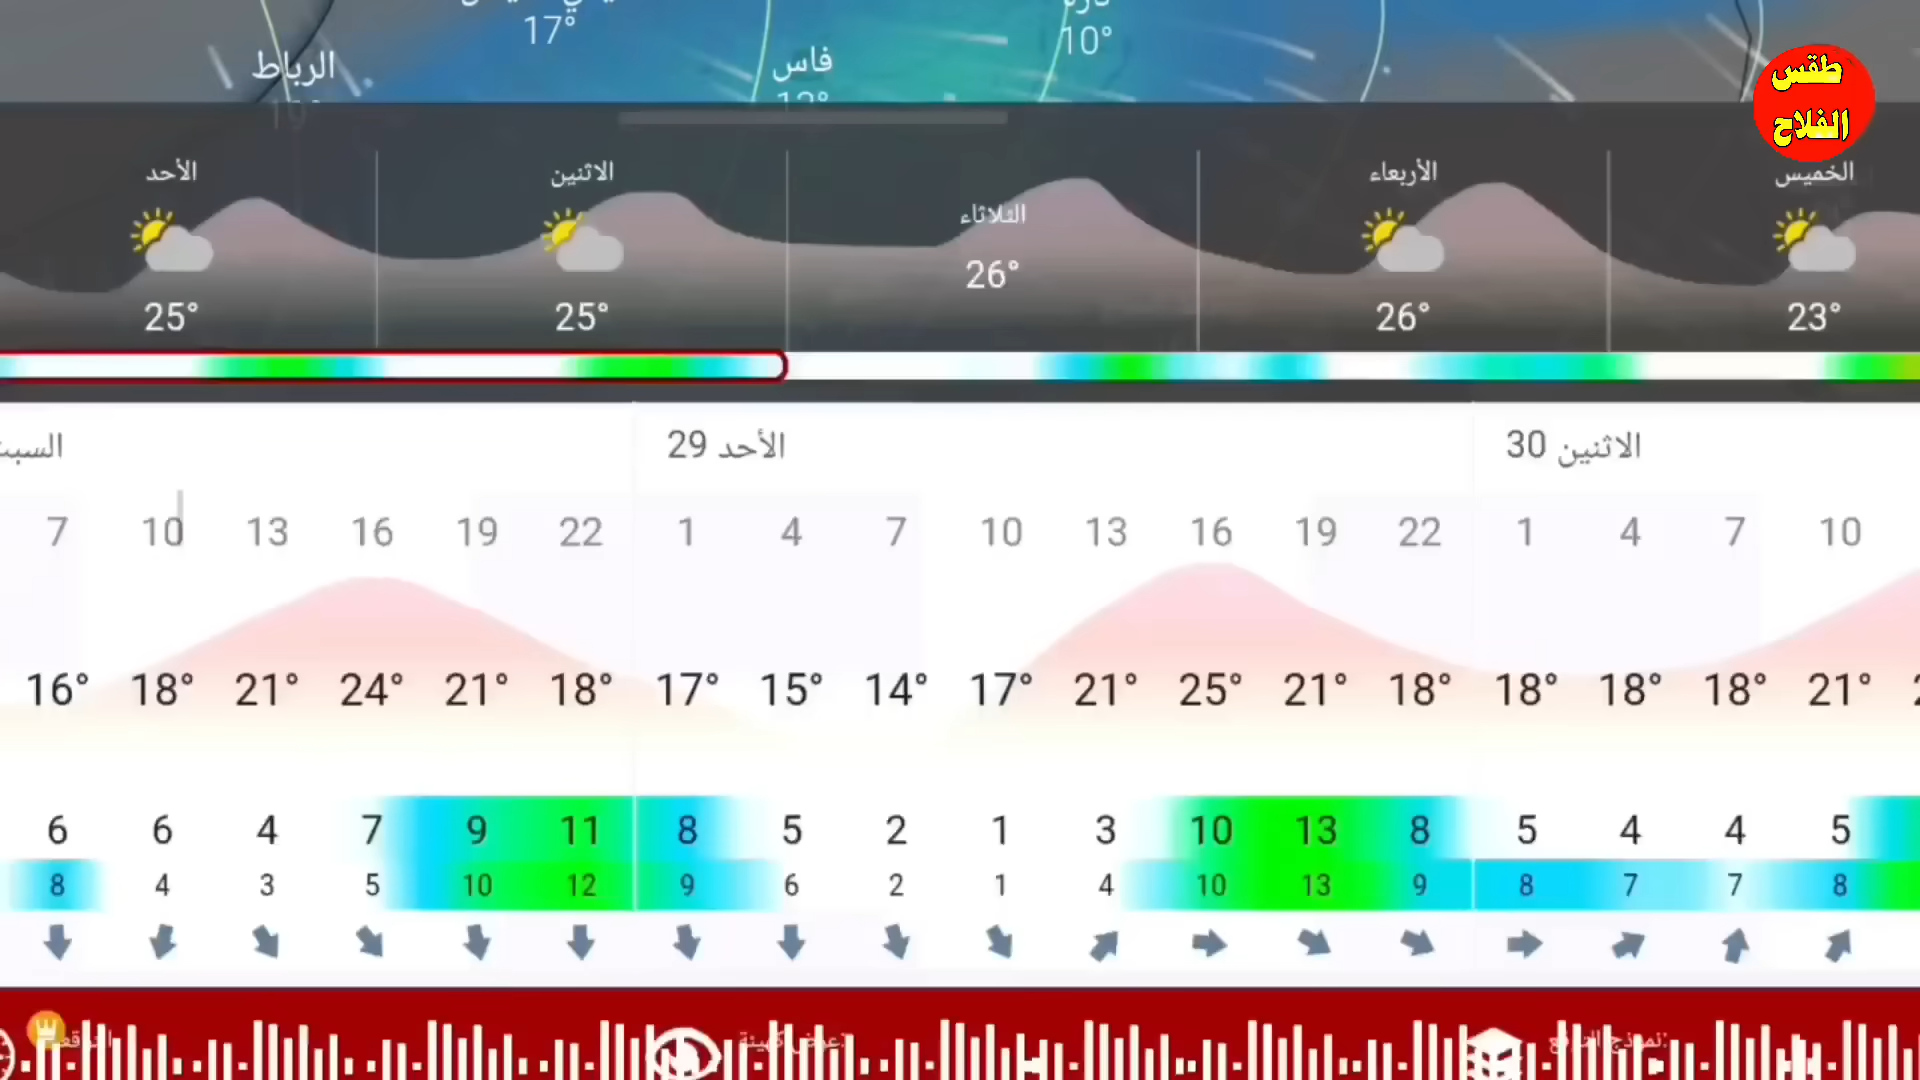 17°
10°
الرباط
فاس
طقس
الفلاح
الأحد
الاثنين
الثلاثاء
الأربعاء
الخميس
25°
25°
26°
26°
23°
الأحد 29
الاثنين 30
7 10 13 16 19 22 1 4 7 10 13 16 19 22 1 4 7 10
16° 18° 21° 24° 21° 18° 17° 15° 14° 17° 21° 25° 21° 18° 18° 18° 18° 21°
6 6 4 7 9 11 8 5 2 1 3 10 13 8 5 4 4 5
8 4 3 5 10 12 9 6 2 1 4 10 13 9 8 7 7 8